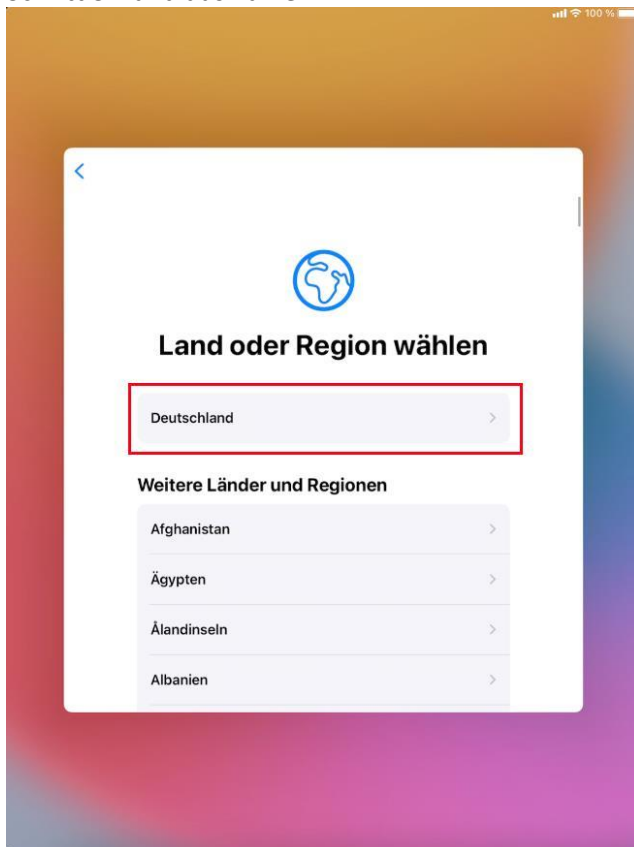 100 %
Land oder Region wählen
Deutschland
Weitere Länder und Regionen
Afghanistan
Ägypten
Ålandinseln
Albanien